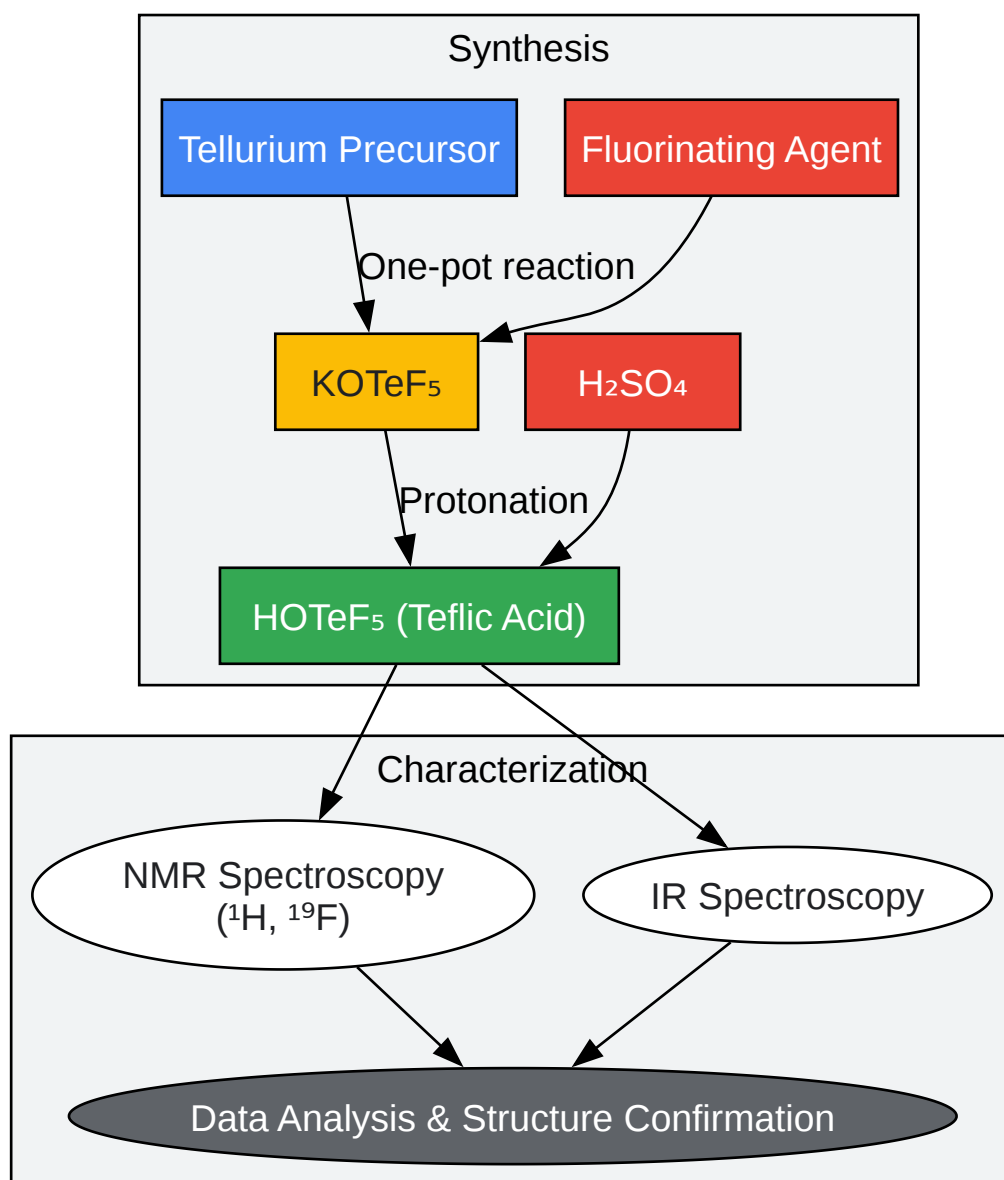 Synthesis
Tellurium Precursor
Fluorinating Agent
One-pot reaction
KOTeF₅
H₂SO₄
Protonation
HOTeF₅ (Teflic Acid)
Characterization
NMR Spectroscopy
(¹H, ¹⁹F)
IR Spectroscopy
Data Analysis & Structure Confirmation